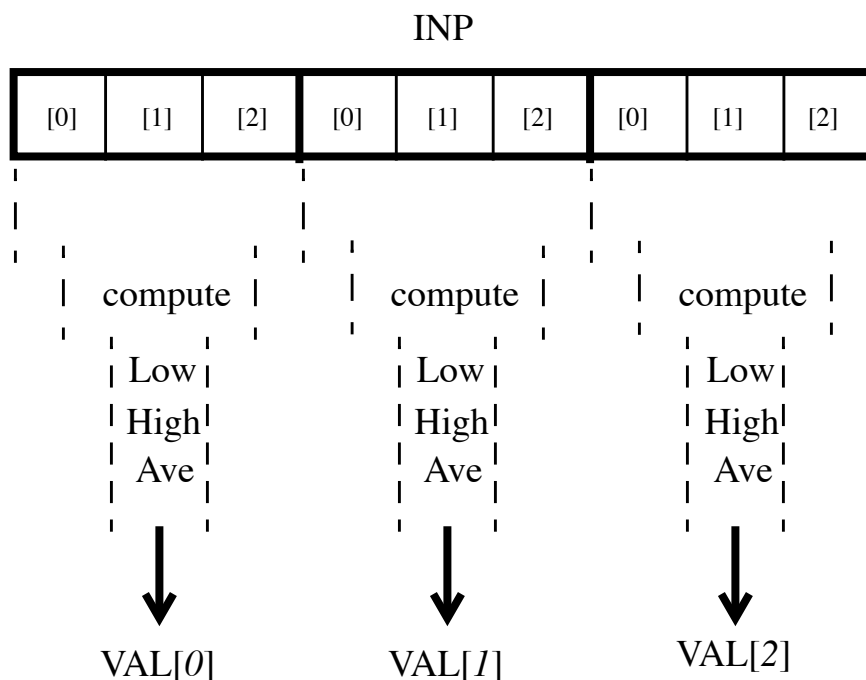 INP
[0] [1] [2] [0] [1] [2] [0] [1] [2]
compute compute compute
Low Low Low
High High High
Ave Ave Ave
VAL[0] VAL[1] VAL[2]